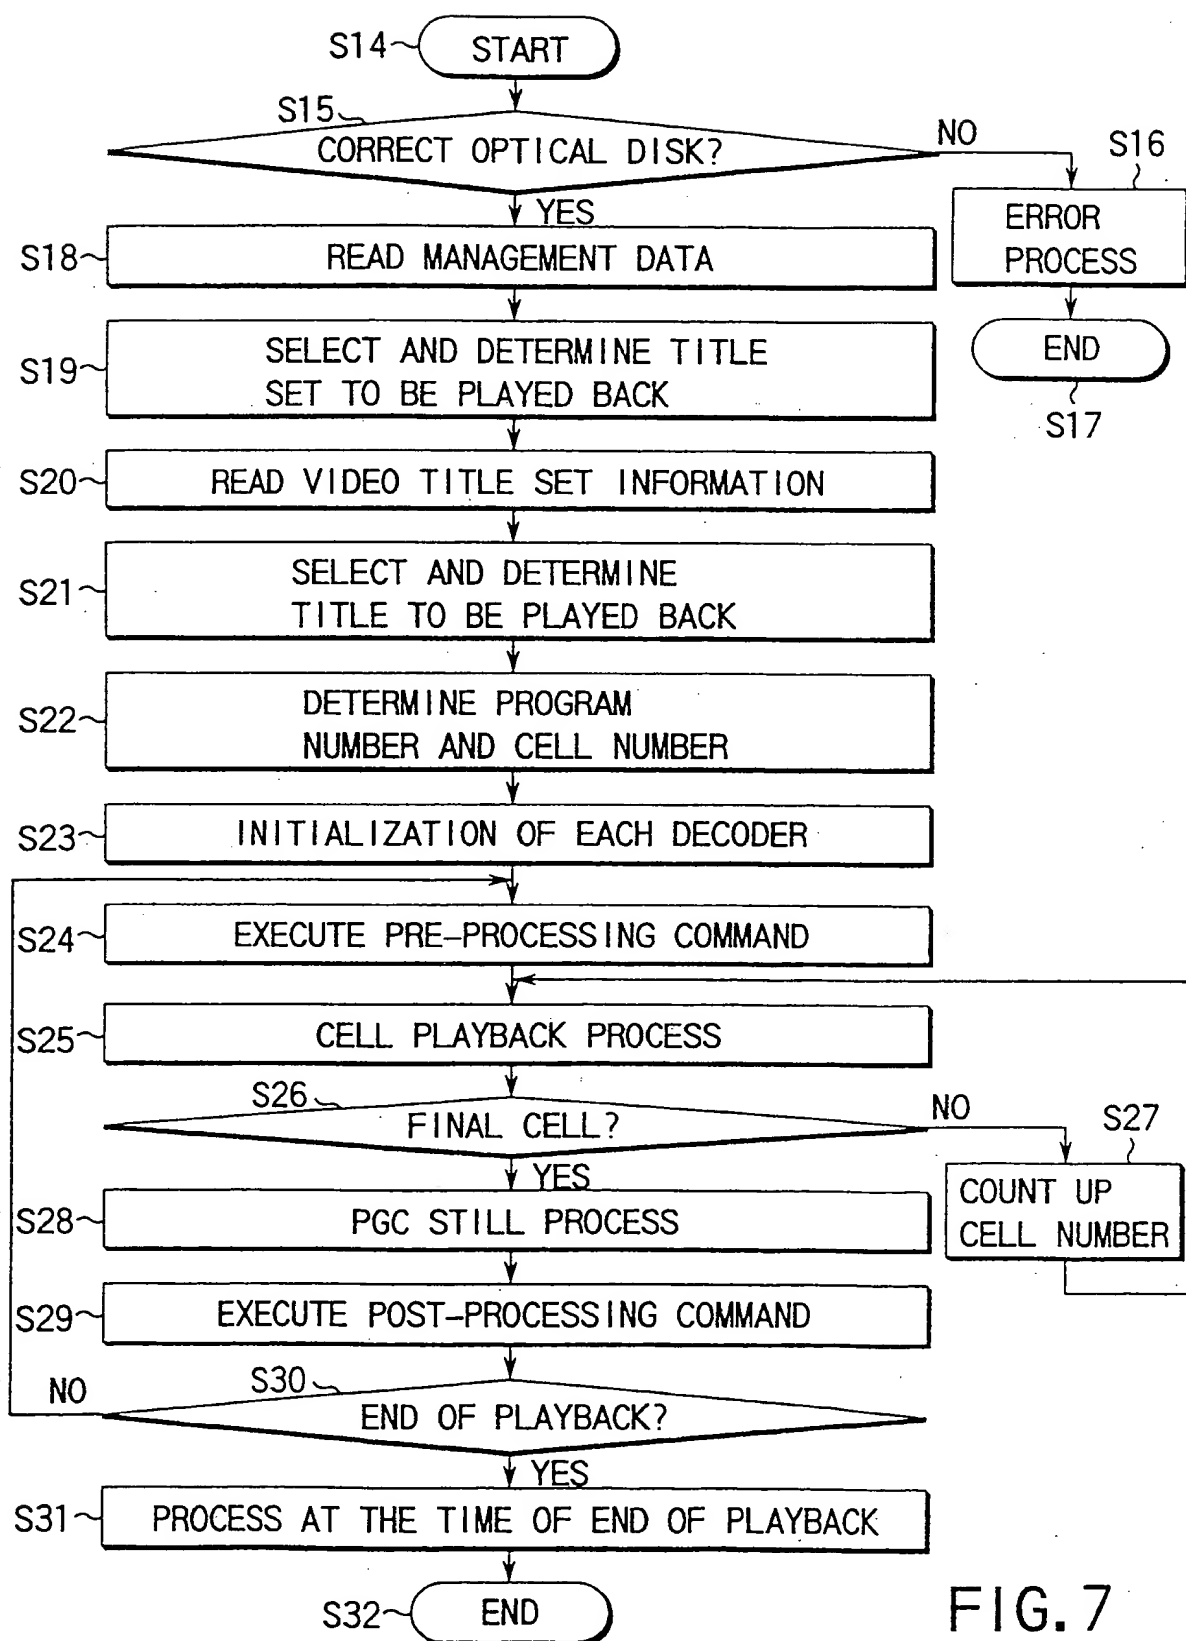 S14
START
S15
CORRECT OPTICAL DISK?
NO
S16
ERROR
PROCESS
END
S17
YES
S18
READ MANAGEMENT DATA
S19
SELECT AND DETERMINE TITLE
SET TO BE PLAYED BACK
S20
READ VIDEO TITLE SET INFORMATION
S21
SELECT AND DETERMINE
TITLE TO BE PLAYED BACK
S22
DETERMINE PROGRAM
NUMBER AND CELL NUMBER
S23
INITIALIZATION OF EACH DECODER
S24
EXECUTE PRE-PROCESSING COMMAND
S25
CELL PLAYBACK PROCESS
S26
FINAL CELL?
NO
S27
COUNT UP
CELL NUMBER
YES
S28
PGC STILL PROCESS
S29
EXECUTE POST-PROCESSING COMMAND
S30
NO
END OF PLAYBACK?
YES
S31
PROCESS AT THE TIME OF END OF PLAYBACK
S32
END
FIG. 7